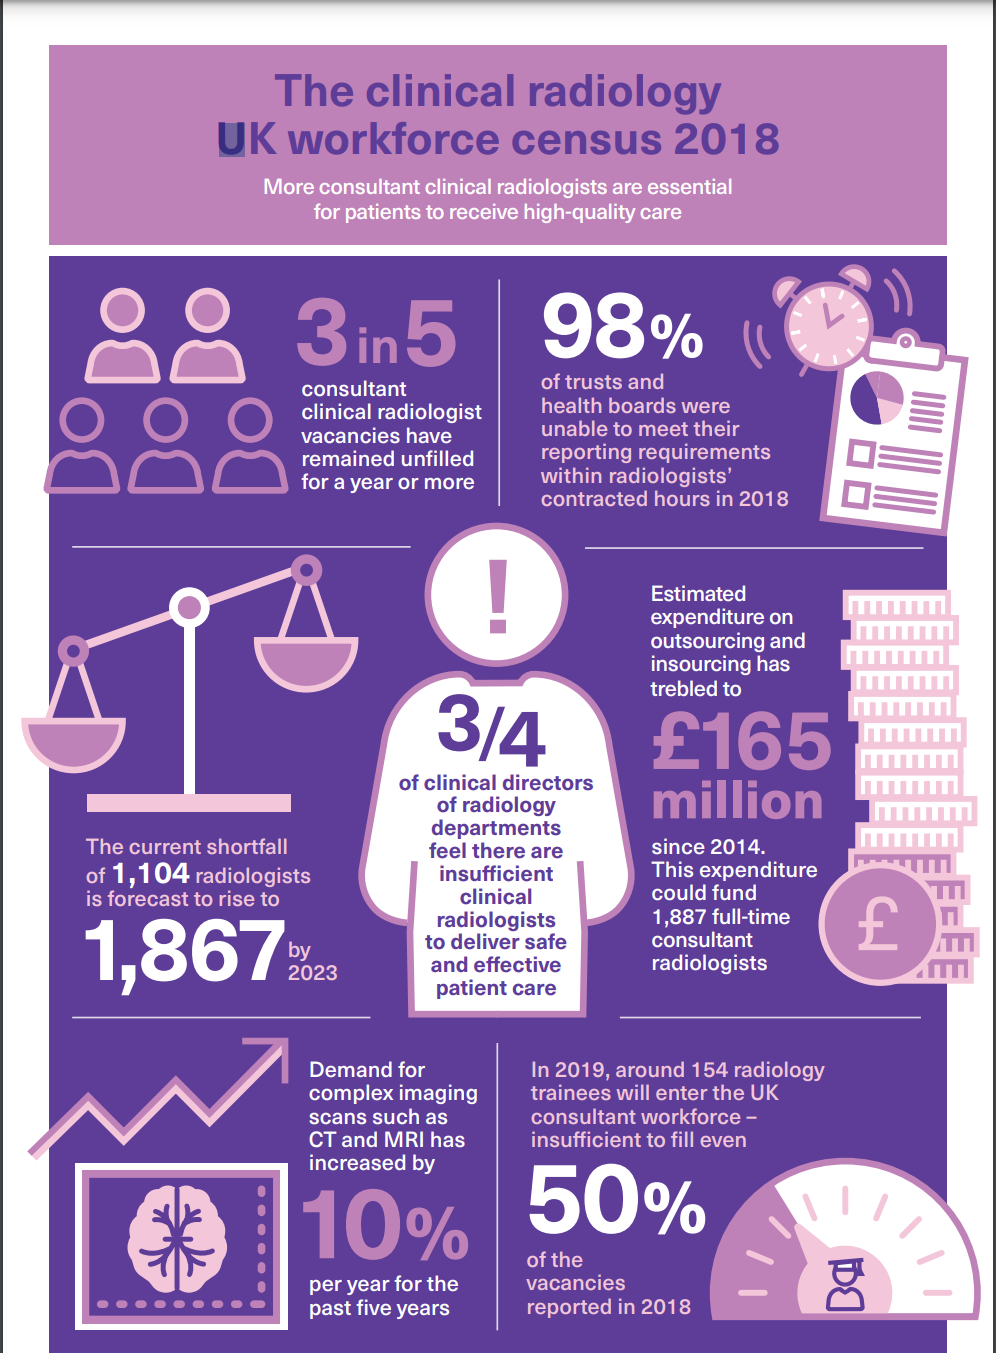 The clinical radiology
UK workforce census 2018
More consultant clinical radiologists are essential
for patients to receive high-quality care
3 in 5
consultant
clinical radiologist
vacancies have
remained unfilled
for a year or more
98%
of trusts and
health boards were
unable to meet their
reporting requirements
within radiologists’
contracted hours in 2018
The current shortfall
of 1,104 radiologists
is forecast to rise to
1,867 by
2023
!
3/4
of clinical directors
of radiology
departments
feel there are
insufficient
clinical
radiologists
to deliver safe
and effective
patient care
Estimated
expenditure on
outsourcing and
insourcing has
trebled to
£165
million
since 2014.
This expenditure
could fund
1,887 full-time
consultant
radiologists
£
Demand for
complex imaging
scans such as
CT and MRI has
increased by
10%
per year for the
past five years
In 2019, around 154 radiology
trainees will enter the UK
consultant workforce –
insufficient to fill even
50%
of the
vacancies
reported in 2018